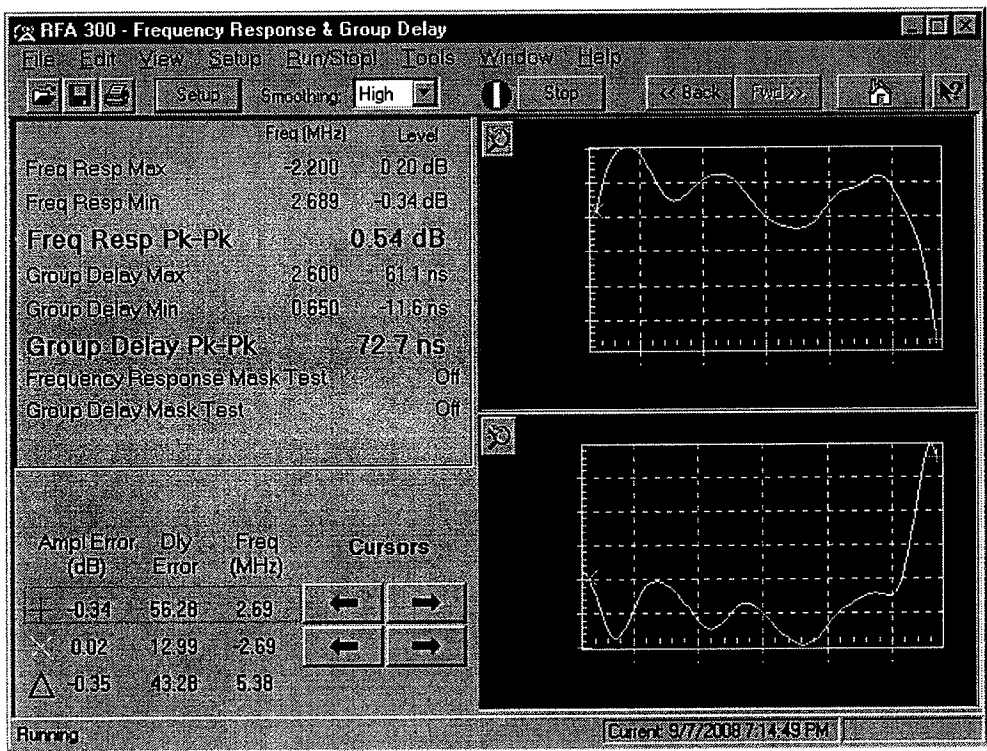 RFA 300 - Frequency Response & Group Delay
File Edit View Setup Run/Stop! Tools Window Help
Setup Smoothing: High Stop << Back Fwd >>
Freq (MHz) Level
Freq Resp Max -2.200 0.20 dB
Freq Resp Min 2.689 -0.34 dB
Freq Resp Pk-Pk 0.54 dB
Group Delay Max 2.600 61.1 ns
Group Delay Min 0.650 -11.6 ns
Group Delay Pk-Pk 72.7 ns
Frequency Response Mask Test Off
Group Delay Mask Test Off
Ampl Error (dB) Dly Error Freq (MHz) Cursors
-0.34 56.28 2.69
0.02 12.99 -2.69
-0.35 43.28 5.38
Running Current: 9/7/2008 7:14:49 PM